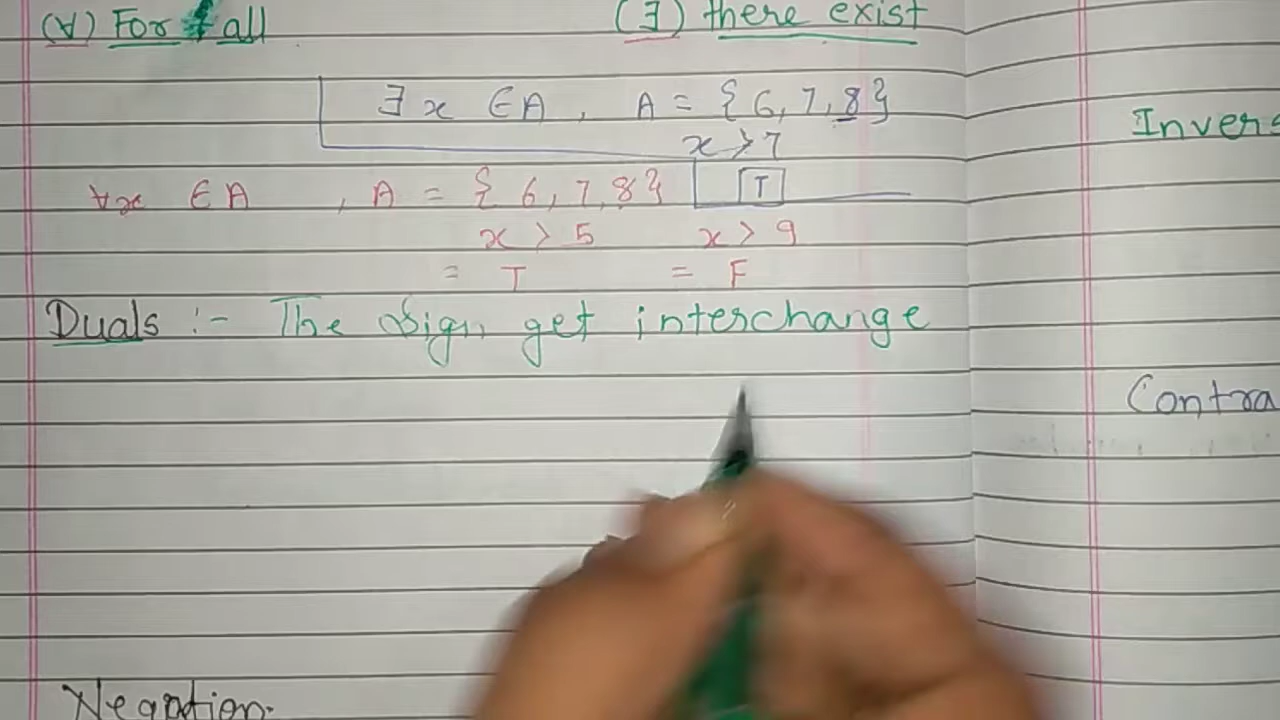 (∀) For all (∃) there exist
∃ x ∈ A , A = {6, 7, 8}
x > 7
∀x ∈ A , A = {6, 7, 8} T
x > 5 x > 9
= T = F
Duals :- The sign get interchange
Negation
Invers
Contra